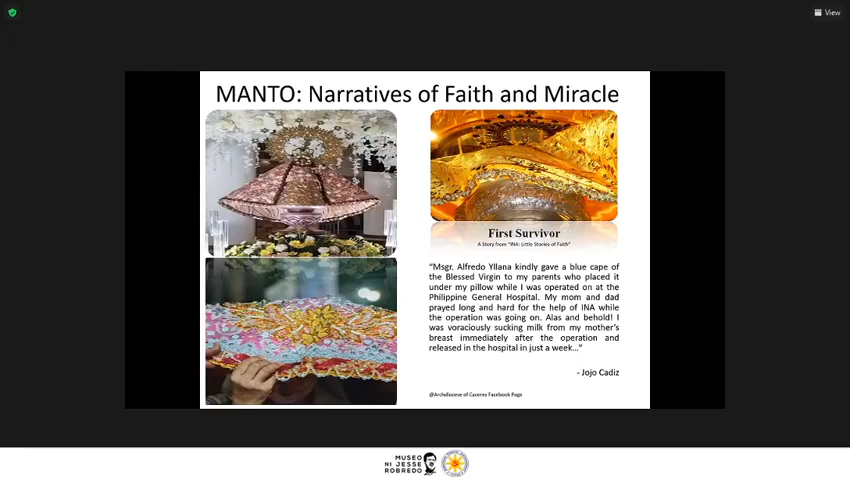 View
MANTO: Narratives of Faith and Miracle
First Survivor
A Story from "INA: Little Stories of Faith"
"Msgr. Alfredo Yllana kindly gave a blue cape of
the Blessed Virgin to my parents who placed it
under my pillow while I was operated on at the
Philippine General Hospital. My mom and dad
prayed long and hard for the help of INA while
the operation was going on. Alas and behold! I
was voraciously sucking milk from my mother's
breast immediately after the operation and
released in the hospital in just a week..."
- Jojo Cadiz
@Archdiocese of Caceres Facebook Page
MUSEO
NI JESSE
ROBREDO